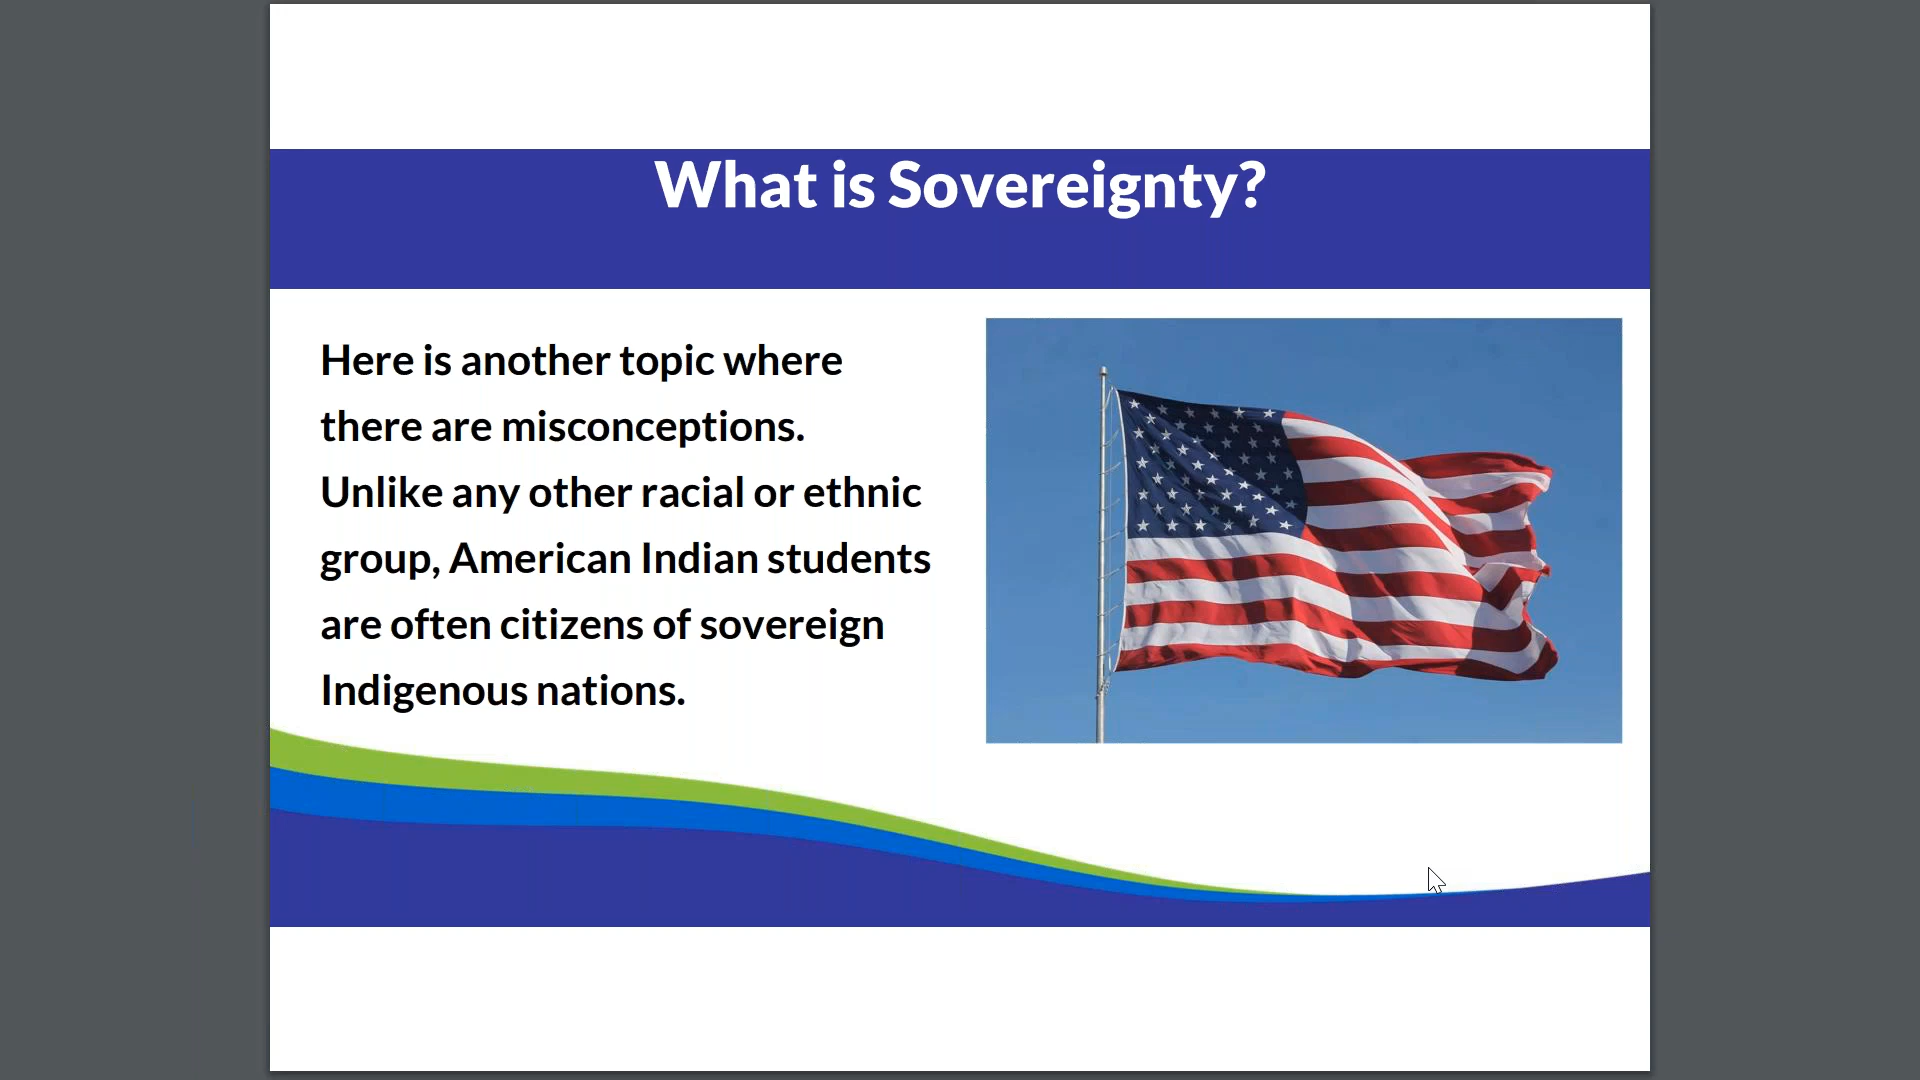 What is Sovereignty?
Here is another topic where
there are misconceptions.
Unlike any other racial or ethnic
group, American Indian students
are often citizens of sovereign
Indigenous nations.